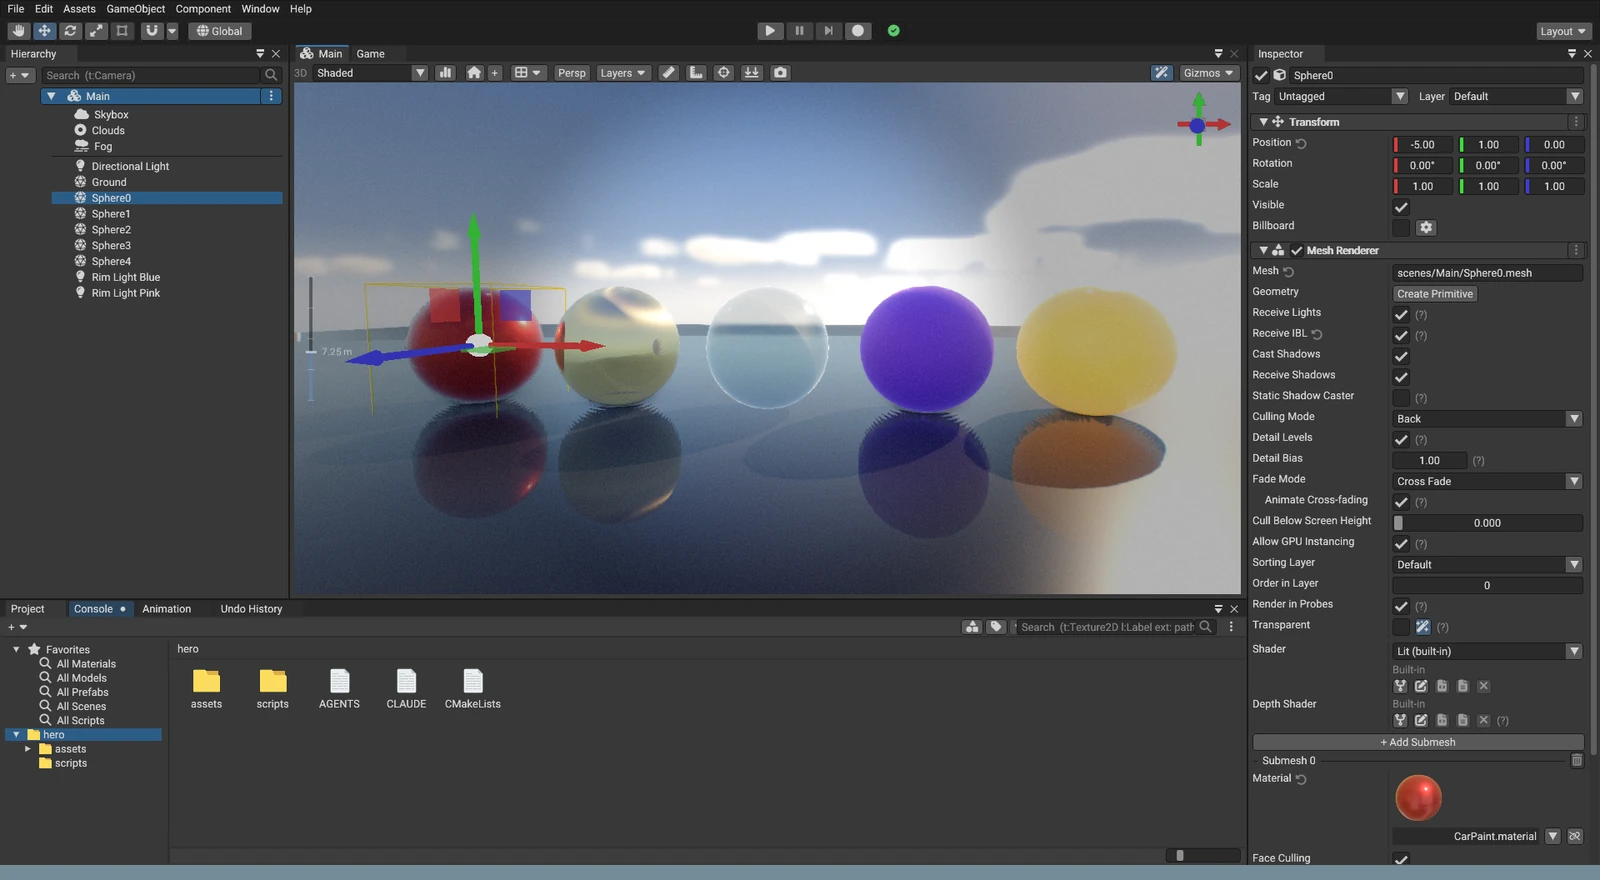 File Edit Assets GameObject Component Window Help
Global
Layout
Hierarchy
Search (t:Camera)
Main
Skybox
Clouds
Fog
Directional Light
Ground
Sphere0
Sphere1
Sphere2
Sphere3
Sphere4
Rim Light Blue
Rim Light Pink
Main Game
3D Shaded Persp Layers Gizmos
7.25 m
Inspector
Sphere0
Tag Untagged Layer Default
Transform
Position -5.00 1.00 0.00
Rotation 0.00° 0.00° 0.00°
Scale 1.00 1.00 1.00
Visible
Billboard
Mesh Renderer
Mesh scenes/Main/Sphere0.mesh
Geometry Create Primitive
Receive Lights (?)
Receive IBL (?)
Cast Shadows
Receive Shadows
Static Shadow Caster (?)
Culling Mode Back
Detail Levels (?)
Detail Bias 1.00 (?)
Fade Mode Cross Fade
Animate Cross-fading (?)
Cull Below Screen Height 0.000
Allow GPU Instancing (?)
Sorting Layer Default
Order in Layer 0
Render in Probes (?)
Transparent (?)
Shader Lit (built-in)
Built-in
Depth Shader Built-in
(?)
+ Add Submesh
Submesh 0
Material
CarPaint.material
Face Culling
Project Console Animation Undo History
Search (t:Texture2D l:Label ext: path
Favorites
All Materials
All Models
All Prefabs
All Scenes
All Scripts
hero
assets
scripts
hero
assets scripts AGENTS CLAUDE CMakeLists